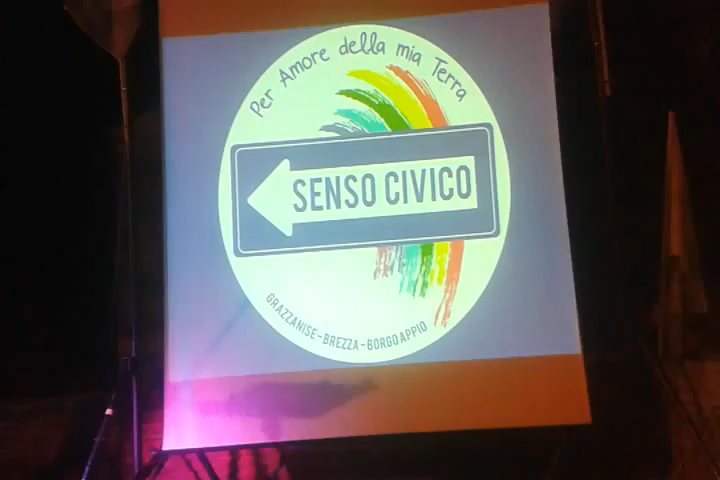 Per Amore della mia Terra
SENSO CIVICO
GRAZZANISE - BREZZA - BORGO APPIO